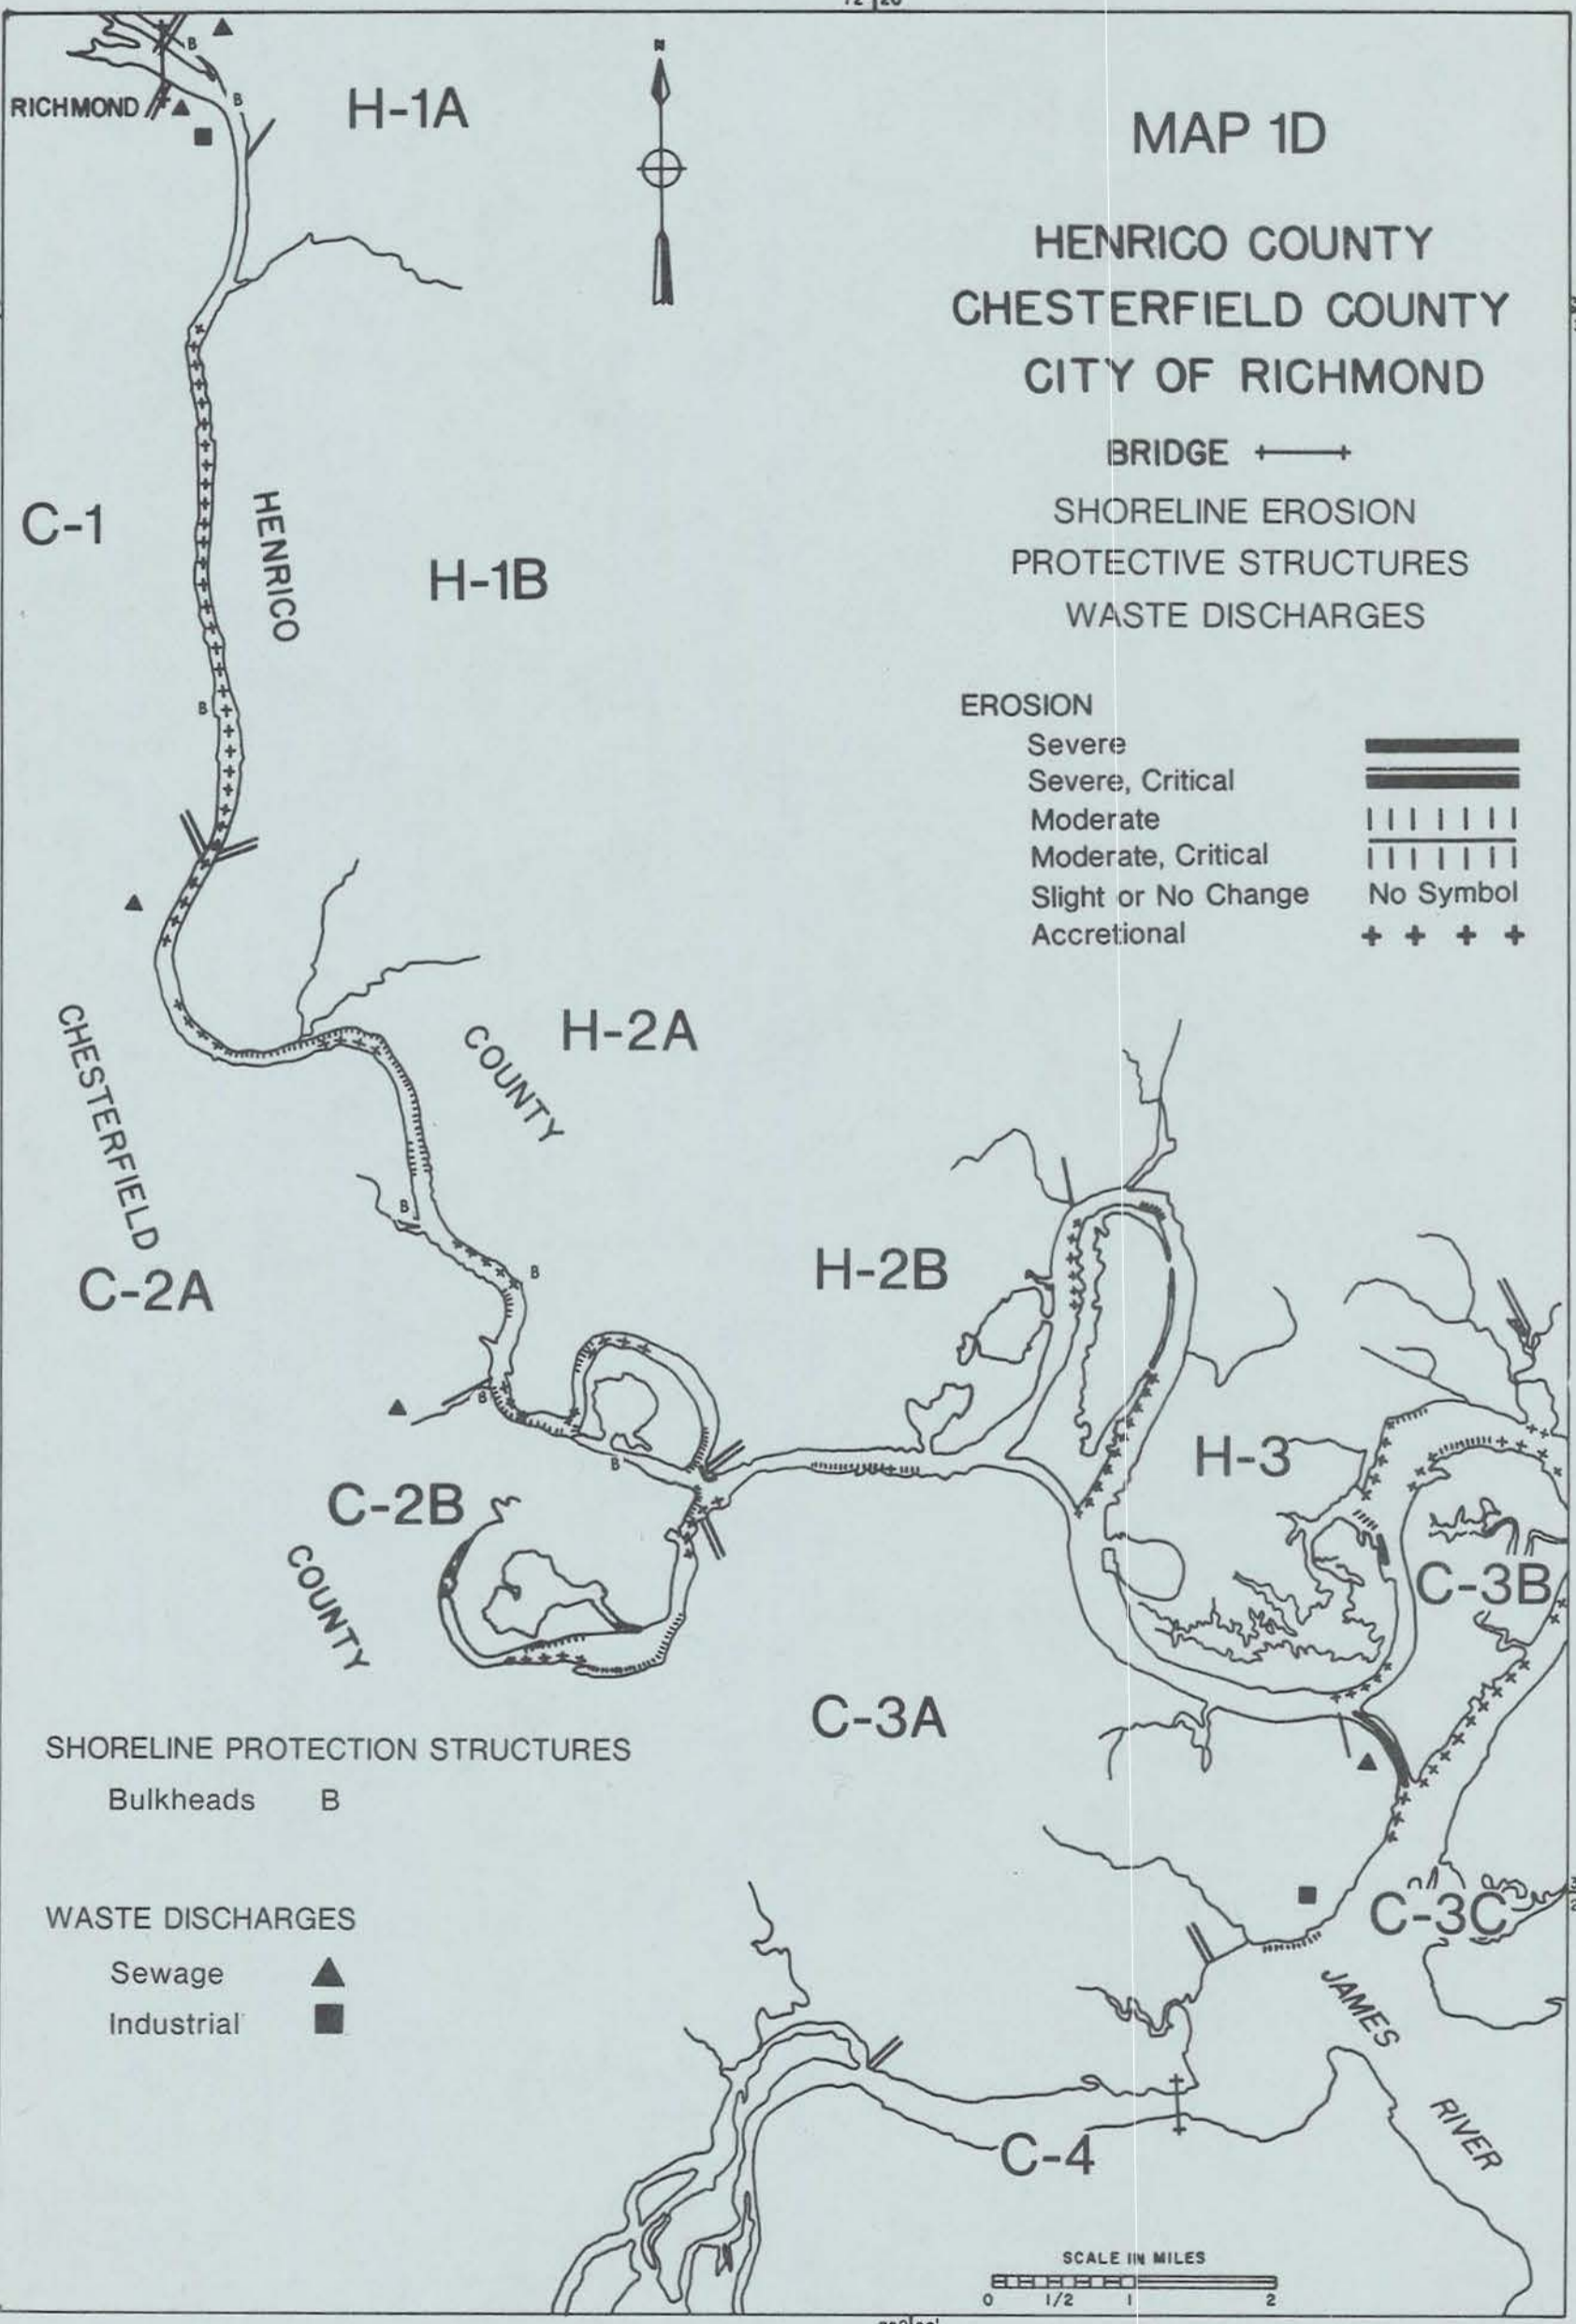 B
RICHMOND
B
H-1A
N
MAP 1D
HENRICO COUNTY
CHESTERFIELD COUNTY
CITY OF RICHMOND
BRIDGE
SHORELINE EROSION
PROTECTIVE STRUCTURES
WASTE DISCHARGES
C-1
HENRICO
H-1B
B
EROSION
Severe
Severe, Critical
Moderate
Moderate, Critical
Slight or No Change No Symbol
Accretional
CHESTERFIELD
COUNTY
H-2A
B
B
C-2A
H-2B
B
B
H-3
C-2B
COUNTY
C-3B
C-3A
SHORELINE PROTECTION STRUCTURES
Bulkheads B
C-3C
WASTE DISCHARGES
Sewage
Industrial
JAMES
RIVER
C-4
SCALE IN MILES
0 1/2 1 2